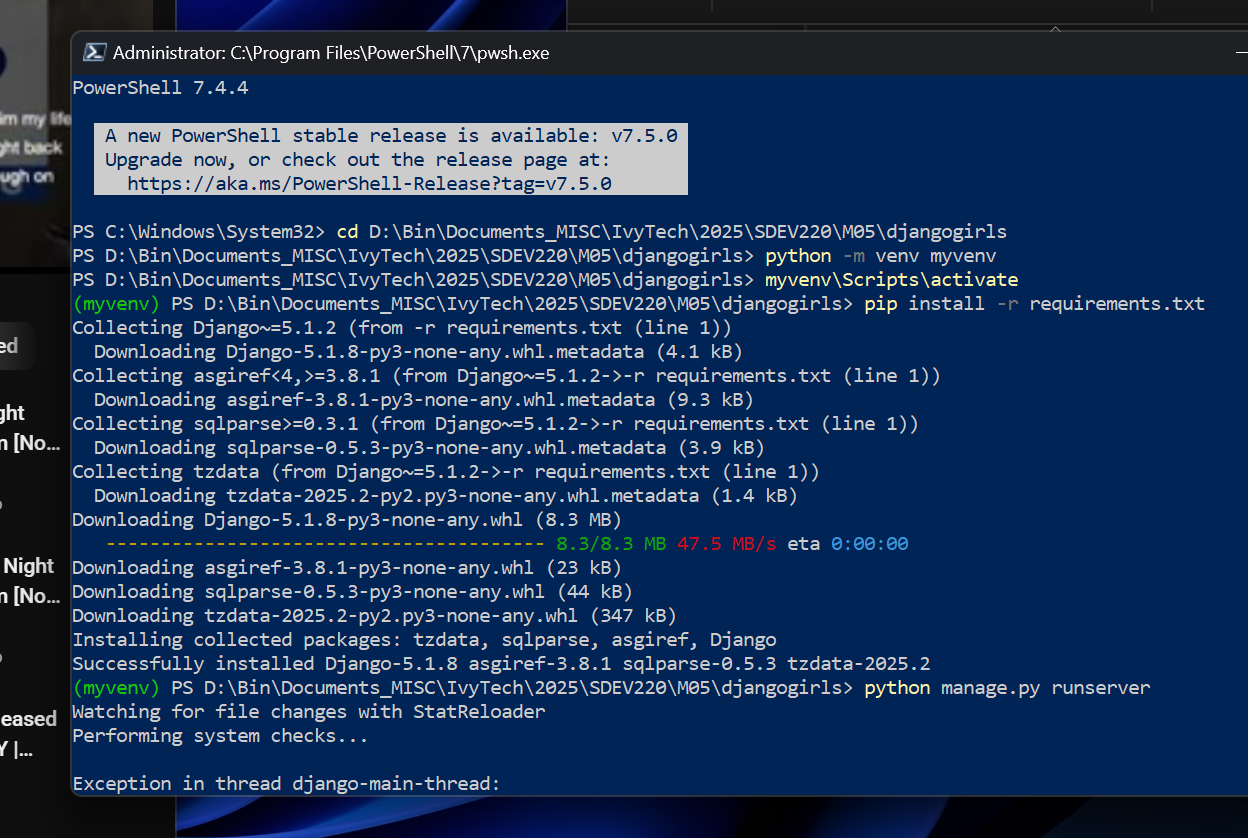 Administrator: C:\Program Files\PowerShell\7\pwsh.exe
PowerShell 7.4.4
A new PowerShell stable release is available: v7.5.0
Upgrade now, or check out the release page at:
https://aka.ms/PowerShell-Release?tag=v7.5.0
PS C:\Windows\System32> cd D:\Bin\Documents_MISC\IvyTech\2025\SDEV220\M05\djangogirls
PS D:\Bin\Documents_MISC\IvyTech\2025\SDEV220\M05\djangogirls> python -m venv myvenv
PS D:\Bin\Documents_MISC\IvyTech\2025\SDEV220\M05\djangogirls> myvenv\Scripts\activate
(myvenv) PS D:\Bin\Documents_MISC\IvyTech\2025\SDEV220\M05\djangogirls> pip install -r requirements.txt
Collecting Django~=5.1.2 (from -r requirements.txt (line 1))
Downloading Django-5.1.8-py3-none-any.whl.metadata (4.1 kB)
Collecting asgiref<4,>=3.8.1 (from Django~=5.1.2->-r requirements.txt (line 1))
Downloading asgiref-3.8.1-py3-none-any.whl.metadata (9.3 kB)
Collecting sqlparse>=0.3.1 (from Django~=5.1.2->-r requirements.txt (line 1))
Downloading sqlparse-0.5.3-py3-none-any.whl.metadata (3.9 kB)
Collecting tzdata (from Django~=5.1.2->-r requirements.txt (line 1))
Downloading tzdata-2025.2-py2.py3-none-any.whl.metadata (1.4 kB)
Downloading Django-5.1.8-py3-none-any.whl (8.3 MB)
---------------------------------------- 8.3/8.3 MB 47.5 MB/s eta 0:00:00
Downloading asgiref-3.8.1-py3-none-any.whl (23 kB)
Downloading sqlparse-0.5.3-py3-none-any.whl (44 kB)
Downloading tzdata-2025.2-py2.py3-none-any.whl (347 kB)
Installing collected packages: tzdata, sqlparse, asgiref, Django
Successfully installed Django-5.1.8 asgiref-3.8.1 sqlparse-0.5.3 tzdata-2025.2
(myvenv) PS D:\Bin\Documents_MISC\IvyTech\2025\SDEV220\M05\djangogirls> python manage.py runserver
Watching for file changes with StatReloader
Performing system checks...
Exception in thread django-main-thread:
my life
back
on
[No...
Night
[No...
|...